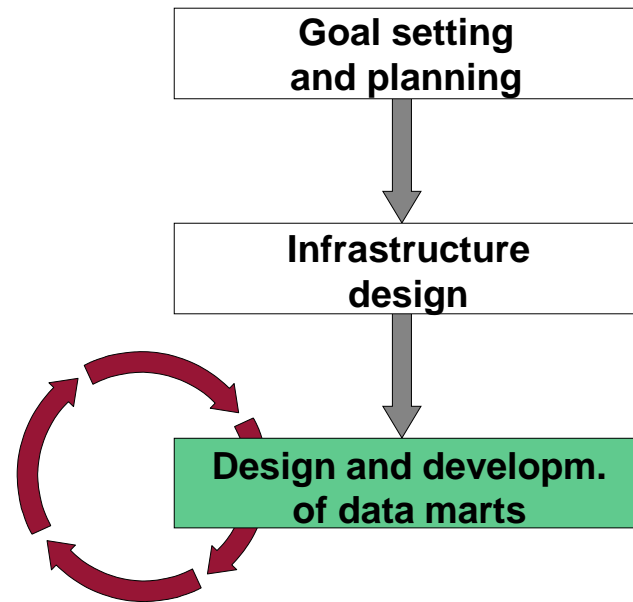 Goal setting
and planning
Infrastructure
design
Design and developm.
of data marts